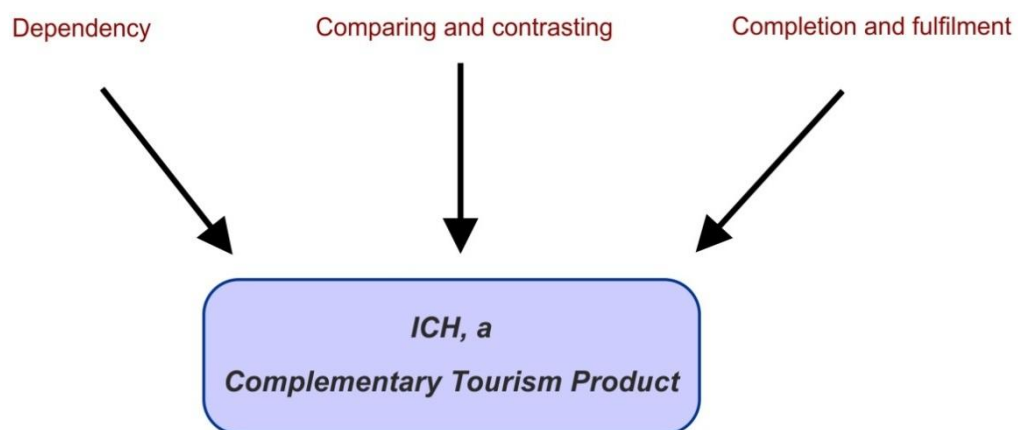 Dependency
Comparing and contrasting
Completion and fulfilment
ICH, a
Complementary Tourism Product